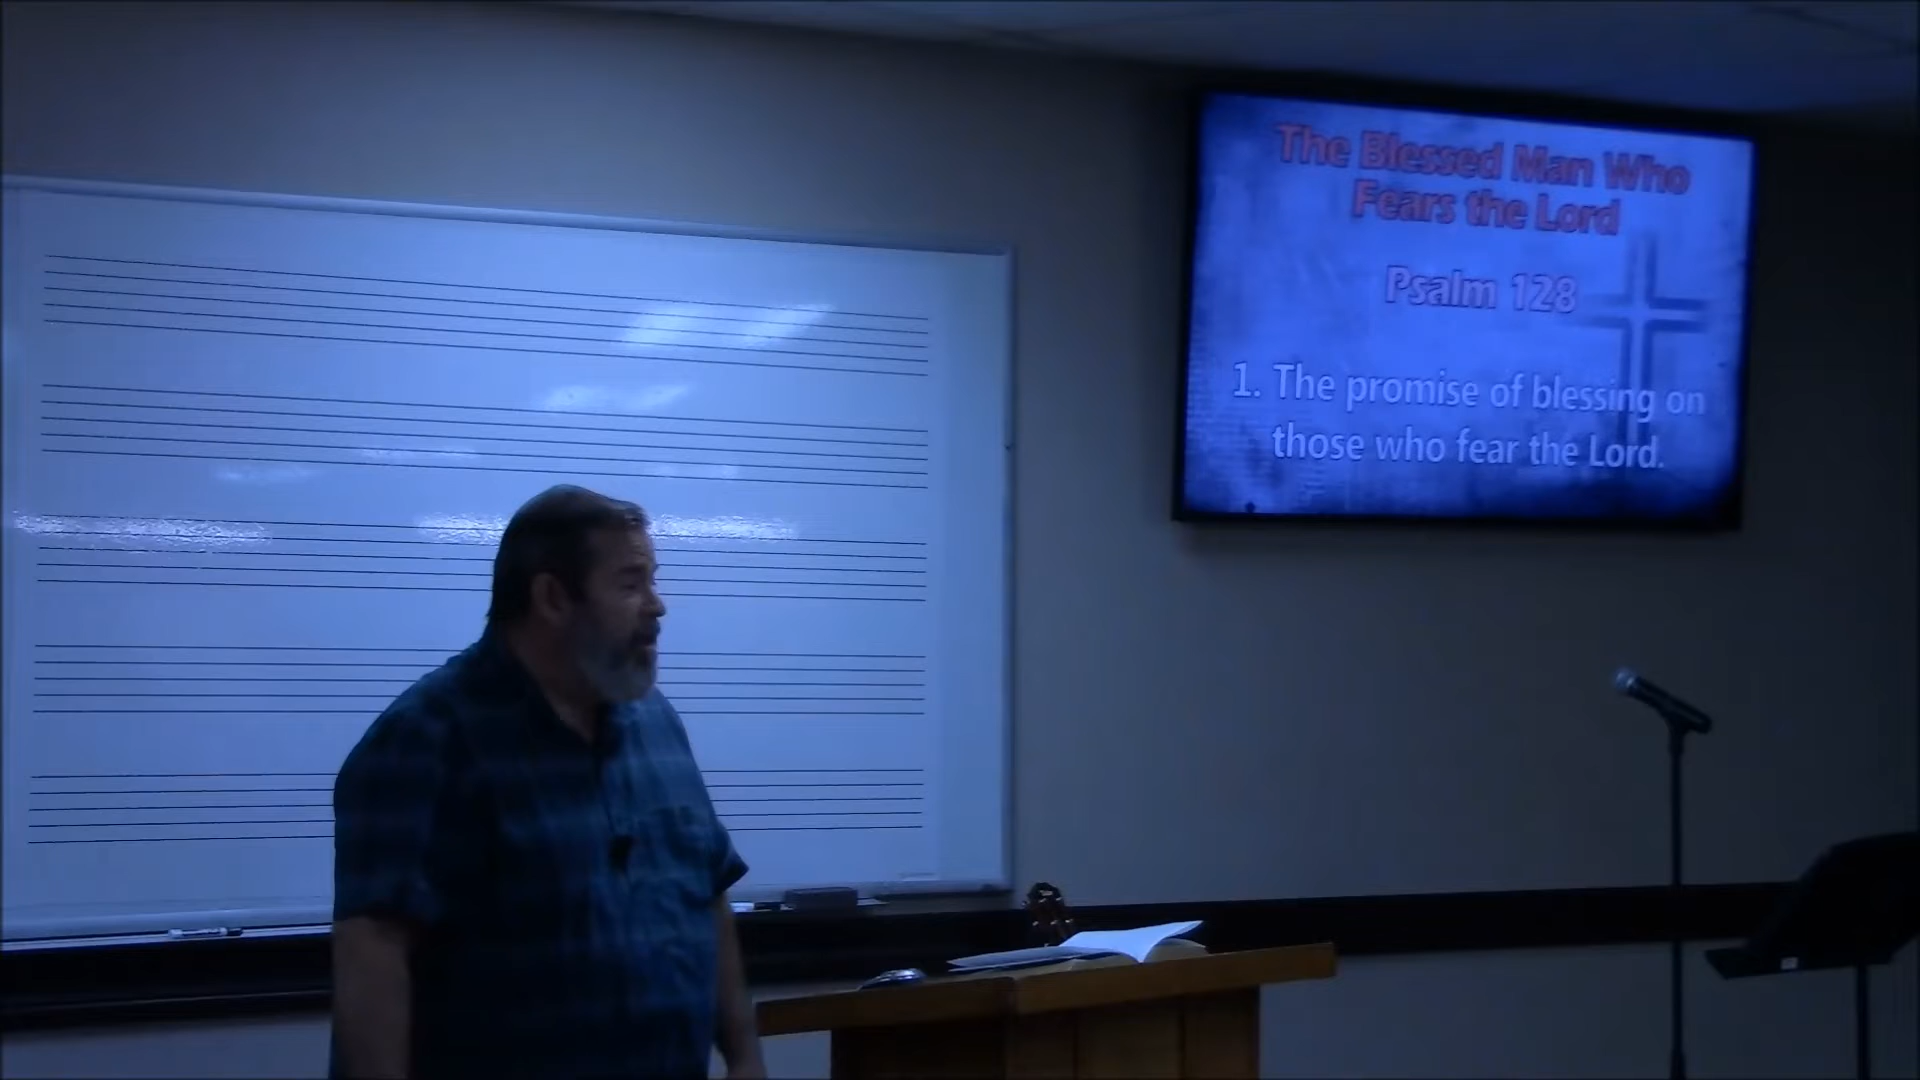 The Blessed Man Who
Fears the Lord
Psalm 128
1. The promise of blessing on
those who fear the Lord.